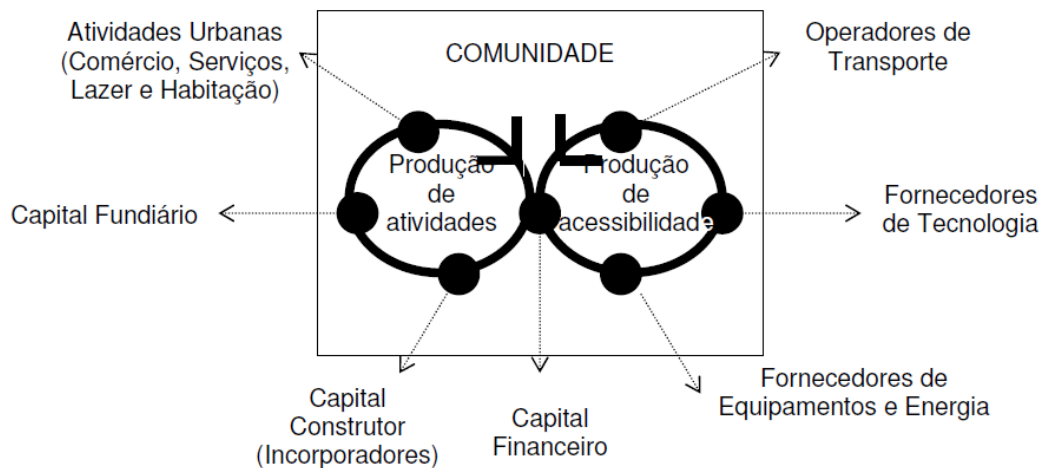 Atividades Urbanas
(Comércio, Serviços,
Lazer e Habitação)
COMUNIDADE
Operadores de
Transporte
Produção
de
atividades
Produção
de
acessibilidade
Capital Fundiário
Fornecedores
de Tecnologia
Capital
Construtor
(Incorporadores)
Capital
Financeiro
Fornecedores de
Equipamentos e Energia